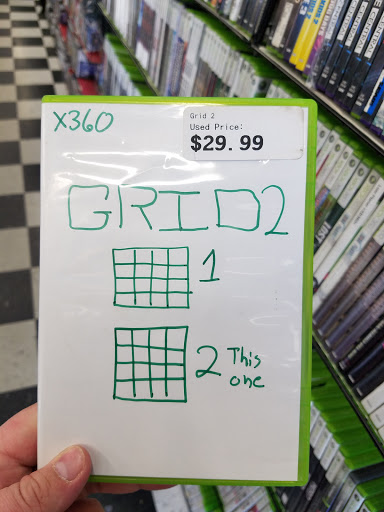 X360
Grid 2
Used Price:
$29.99
GRID2
1
2 This
one